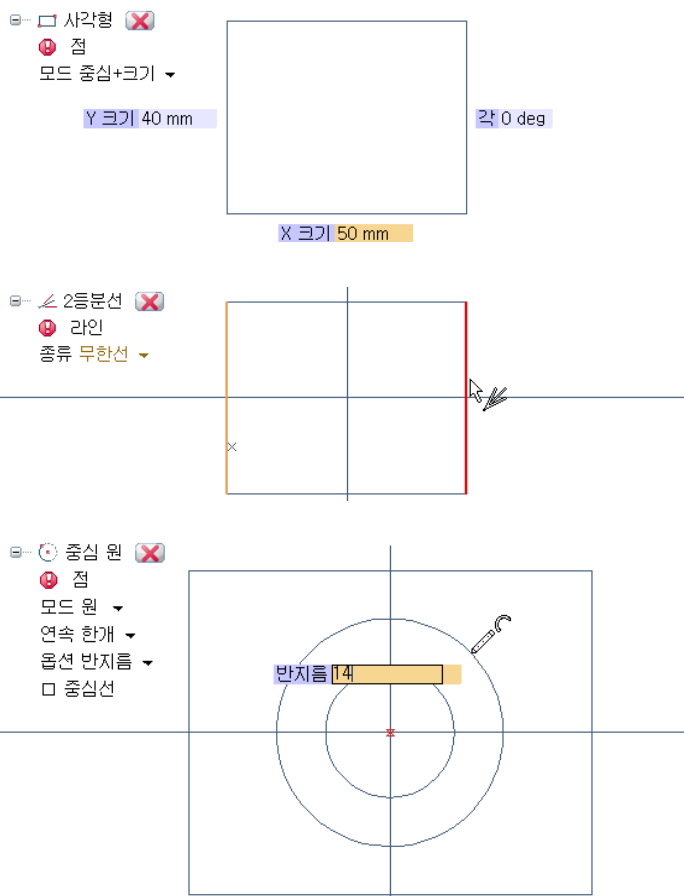 사각형
점
모드 중심+크기
Y 크기 40 mm
각 0 deg
X 크기 50 mm
2등분선
라인
종류 무한선
중심 원
점
모드 원
연속 한개
옵션 반지름
반지름 14
중심선